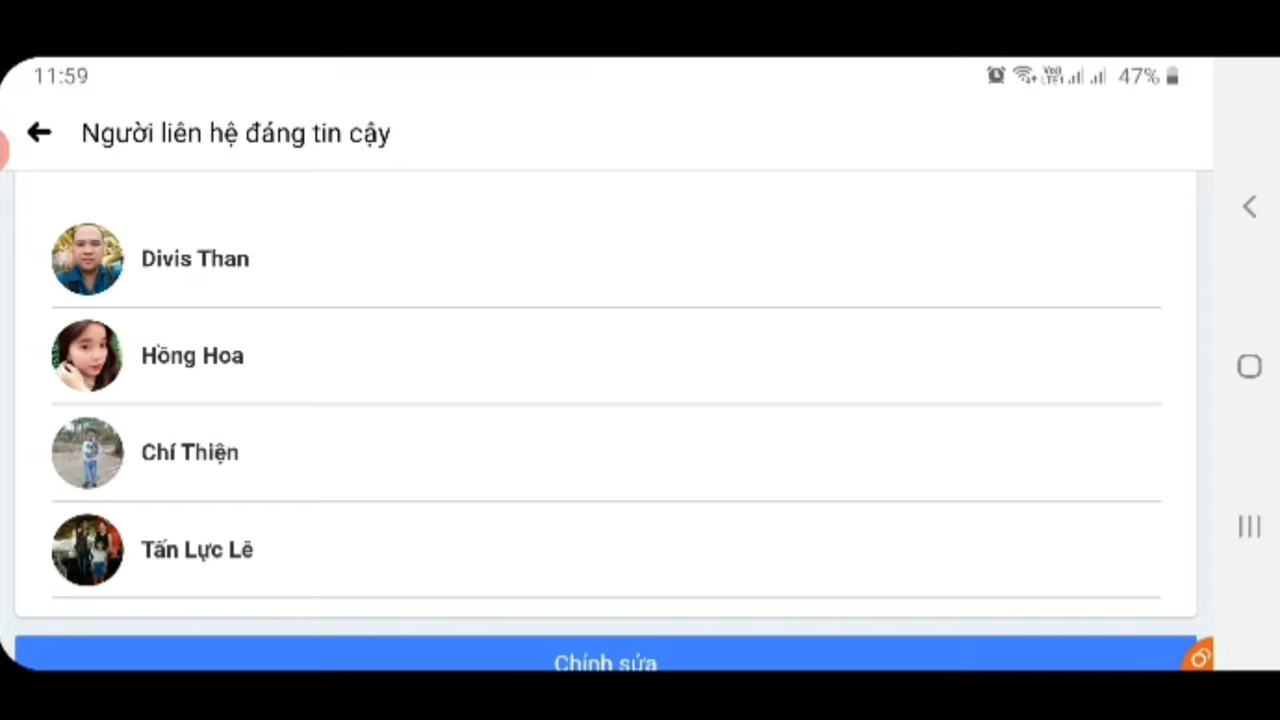 11:59
47%
Người liên hệ đáng tin cậy
Divis Than
Hồng Hoa
Chí Thiện
Tấn Lực Lê
Chỉnh sửa